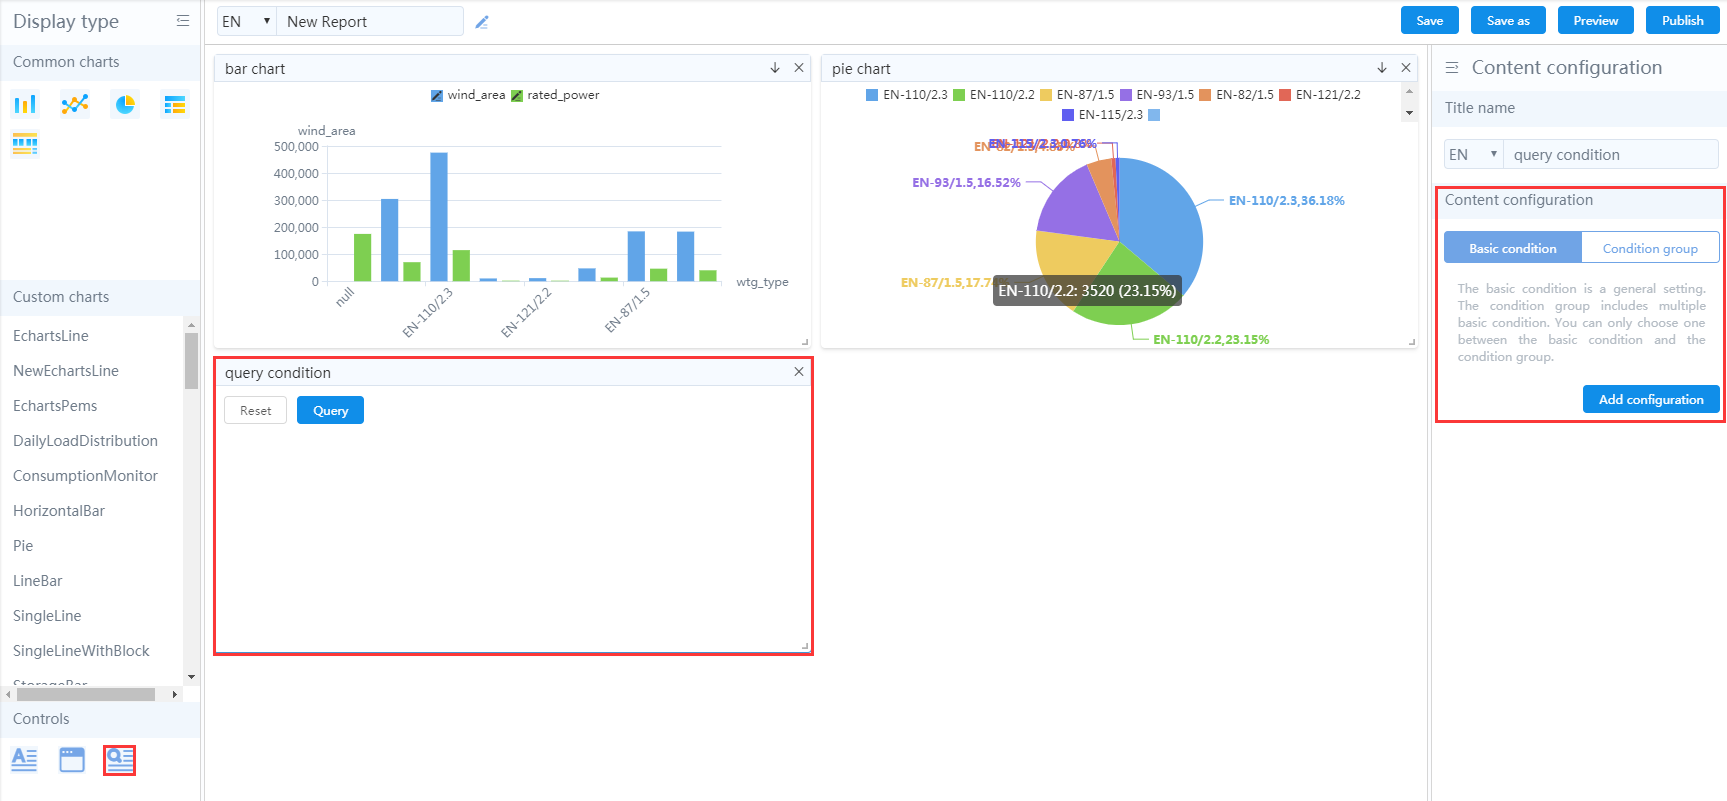 Display type
Common charts
Custom charts
EchartsLine
NewEchartsLine
EchartsPems
DailyLoadDistribution
ConsumptionMonitor
HorizontalBar
Pie
LineBar
SingleLine
SingleLineWithBlock
StorageBar
Controls
EN
New Report
Save
Save as
Preview
Publish
bar chart
wind_area
rated_power
wind_area
500,000
400,000
300,000
200,000
100,000
0
null
EN-110/2.3
EN-121/2.2
EN-87/1.5
wtg_type
pie chart
EN-110/2.3 EN-110/2.2 EN-87/1.5 EN-93/1.5 EN-82/1.5 EN-121/2.2
EN-115/2.3
EN-115/2.3,0.76%
EN-93/1.5,16.52%
EN-110/2.3,36.18%
EN-87/1.5,17.74
EN-110/2.2: 3520 (23.15%)
EN-110/2.2,23.15%
query condition
Reset
Query
Content configuration
Title name
EN
query condition
Content configuration
Basic condition
Condition group
The basic condition is a general setting.
The condition group includes multiple
basic condition. You can only choose one
between the basic condition and the
condition group.
Add configuration